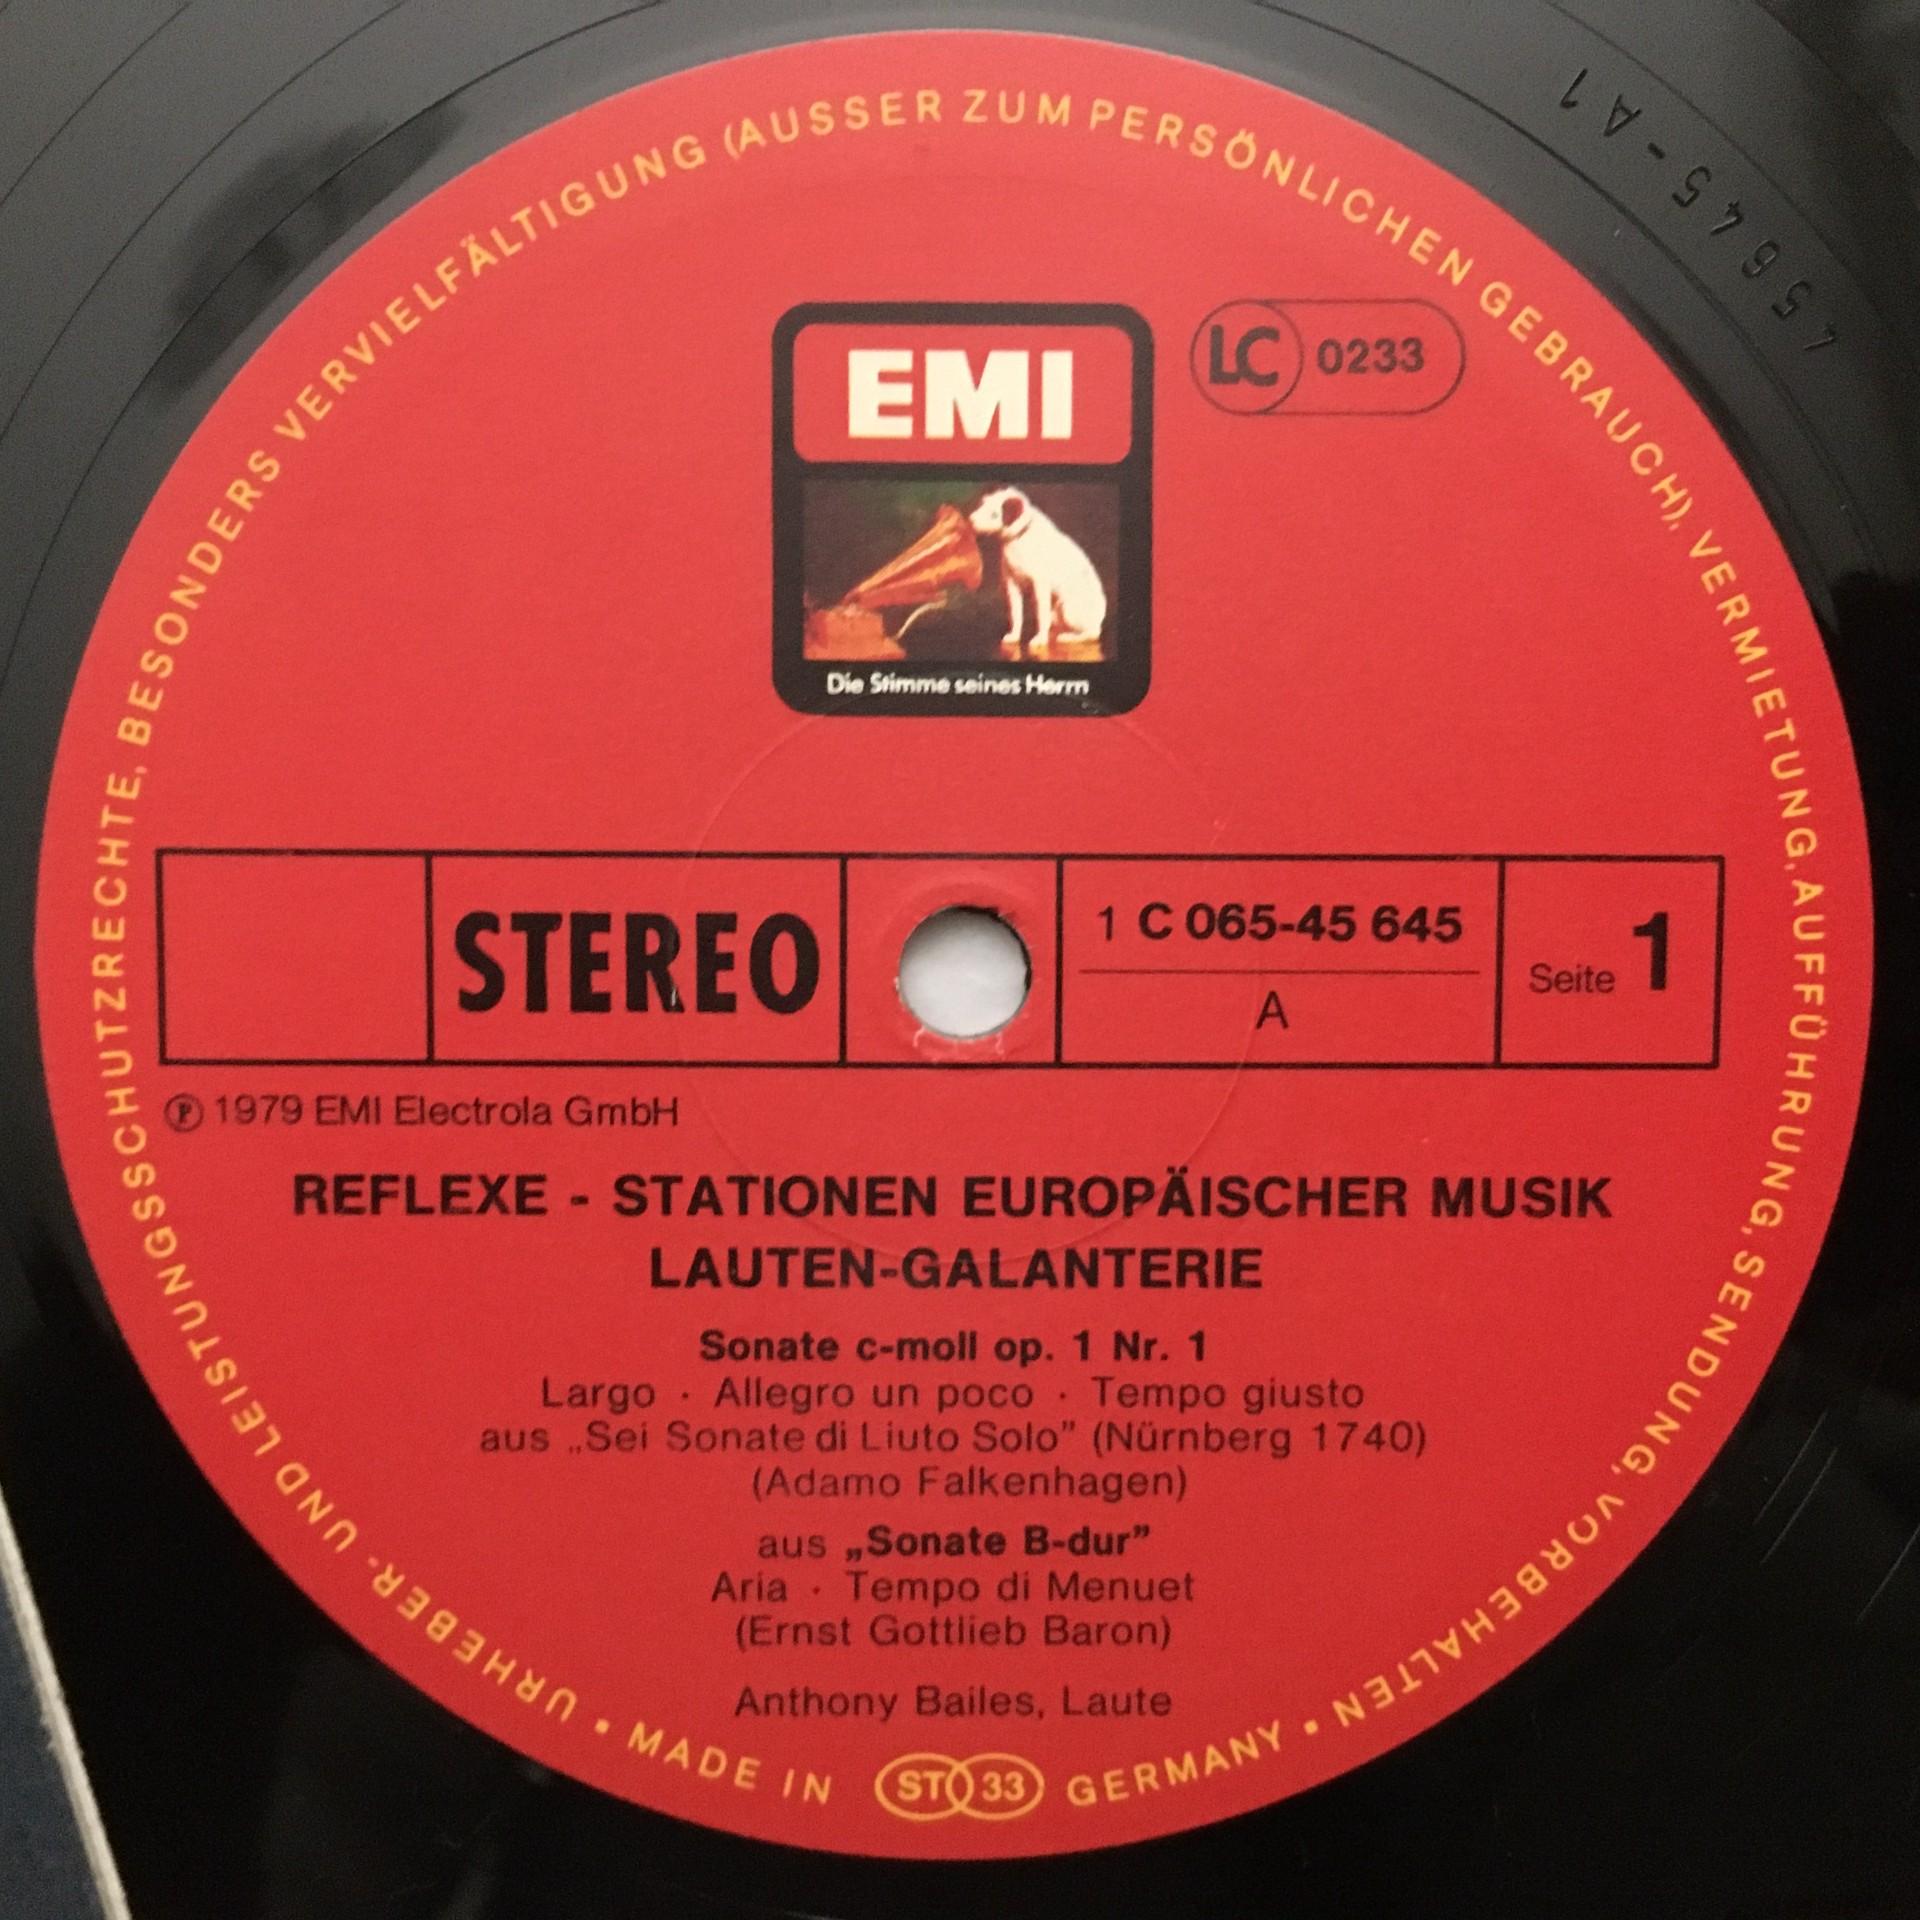 URHEBER- UND LEISTUNGSSCHUTZRECHTE, BESONDERS VERVIELFÄLTIGUNG (AUSSER ZUM PERSÖNLICHEN GEBRAUCH), VERMIETUNG, AUFFÜHRUNG, SENDUNG, VORBEHALTEN •
45645-A1
EMI
LC 0233
Die Stimme seines Herrn
STEREO
1 C 065-45 645
A
Seite 1
Ⓟ 1979 EMI Electrola GmbH
REFLEXE - STATIONEN EUROPÄISCHER MUSIK
LAUTEN-GALANTERIE
Sonate c-moll op. 1 Nr. 1
Largo · Allegro un poco · Tempo giusto
aus „Sei Sonate di Liuto Solo” (Nürnberg 1740)
(Adamo Falkenhagen)
aus „Sonate B-dur”
Aria · Tempo di Menuet
(Ernst Gottlieb Baron)
Anthony Bailes, Laute
• MADE IN ST 33 GERMANY